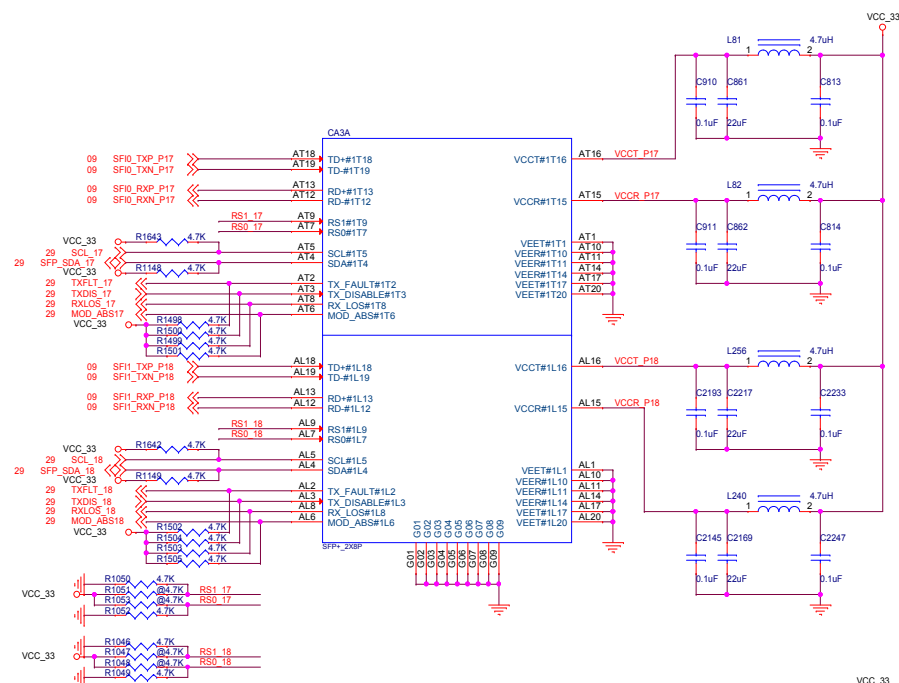 VCC_33
L81 4.7uH
1 2
C910 C861 C813
0.1uF 22uF 0.1uF
CA3A
09 SFI0_TXP_P17 AT18 TD+#1T18 VCCT#1T16 AT16 VCCT_P17
09 SFI0_TXN_P17 AT19 TD-#1T19
L82 4.7uH
09 SFI0_RXP_P17 AT13 RD+#1T13
09 SFI0_RXN_P17 AT12 RD-#1T12 VCCR#1T15 AT15 VCCR_P17 1 2
RS1_17 AT9 RS1#1T9
RS0_17 AT7 RS0#1T7
C911 C862 C814
0.1uF 22uF 0.1uF
VCC_33 R1643 4.7K
29 SCL_17 AT5 SCL#1T5
29 SFP_SDA_17 AT4 SDA#1T4
VCC_33 R1148 4.7K
VEET#1T1 AT1
VEER#1T10 AT10
VEER#1T11 AT11
VEER#1T14 AT14
VEET#1T17 AT17
VEET#1T20 AT20
29 TXFLT_17 AT2 TX_FAULT#1T2
29 TXDIS_17 AT3 TX_DISABLE#1T3
29 RXLOS_17 AT8 RX_LOS#1T8
29 MOD_ABS17 AT6 MOD_ABS#1T6
VCC_33 R1498 4.7K
R1500 4.7K
R1499 4.7K
R1501 4.7K
L256 4.7uH
09 SFI1_TXP_P18 AL18 TD+#1L18 VCCT#1L16 AL16 VCCT_P18 1 2
09 SFI1_TXN_P18 AL19 TD-#1L19
C2193 C2217 C2233
0.1uF 22uF 0.1uF
09 SFI1_RXP_P18 AL13 RD+#1L13
09 SFI1_RXN_P18 AL12 RD-#1L12 VCCR#1L15 AL15 VCCR_P18
RS1_18 AL9 RS1#1L9
RS0_18 AL7 RS0#1L7
VCC_33 R1642 4.7K
29 SCL_18 AL5 SCL#1L5
29 SFP_SDA_18 AL4 SDA#1L4
VCC_33 R1149 4.7K
VEET#1L1 AL1
VEER#1L10 AL10
VEER#1L11 AL11
VEER#1L14 AL14
VEET#1L17 AL17
VEET#1L20 AL20
29 TXFLT_18 AL2 TX_FAULT#1L2
29 TXDIS_18 AL3 TX_DISABLE#1L3
29 RXLOS_18 AL8 RX_LOS#1L8
29 MOD_ABS18 AL6 MOD_ABS#1L6
L240 4.7uH
1 2
C2145 C2169 C2247
0.1uF 22uF 0.1uF
VCC_33 R1502 4.7K
R1504 4.7K
R1503 4.7K
R1505 4.7K
G01 G02 G03 G04 G05 G06 G07 G08 G09
SFP+_2X8P
G01 G02 G03 G04 G05 G06 G07 G08 G09
R1050 4.7K
VCC_33 R1051 @4.7K RS1_17
R1053 @4.7K RS0_17
R1052 4.7K
R1046 4.7K
VCC_33 R1047 @4.7K RS1_18
R1048 @4.7K RS0_18
R1049 4.7K
VCC_33